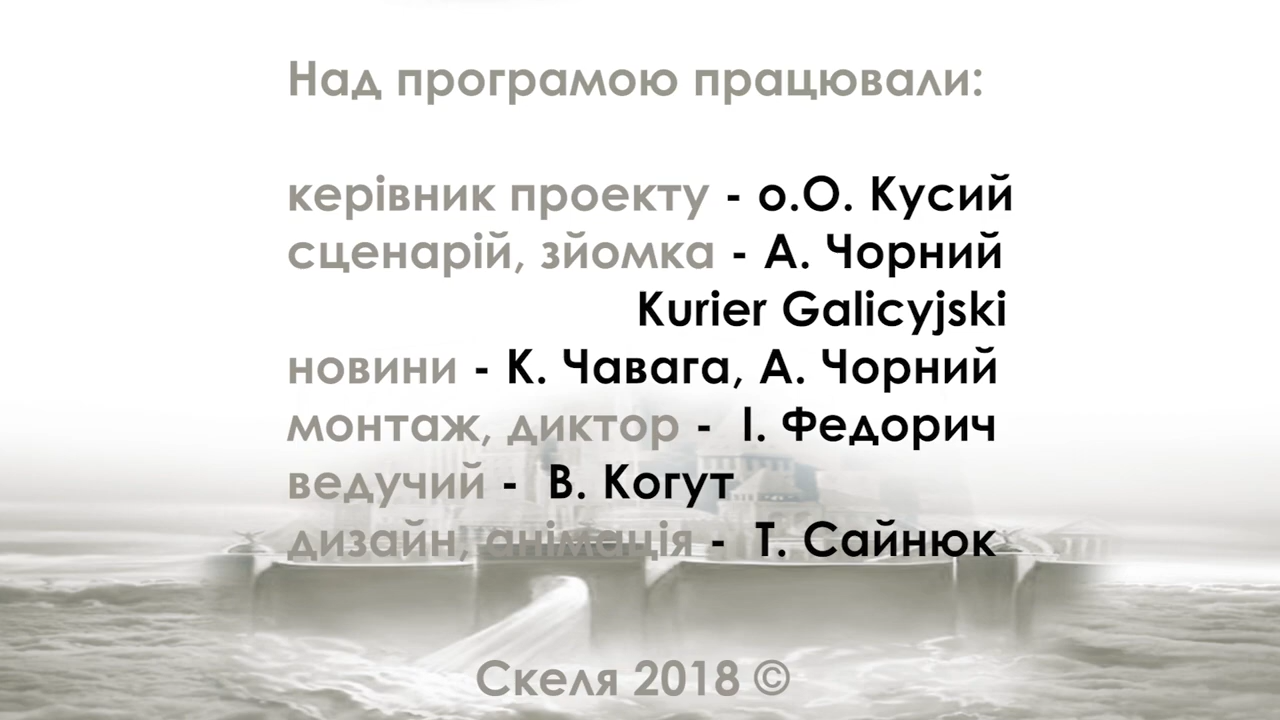 Над програмою працювали:
керівник проекту - о.О. Кусий
сценарій, зйомка - А. Чорний
Kurier Galicyjski
новини - К. Чавага, А. Чорний
монтаж, диктор - І. Федорич
ведучий - В. Когут
дизайн, анімація - Т. Сайнюк
Скеля 2018 ©